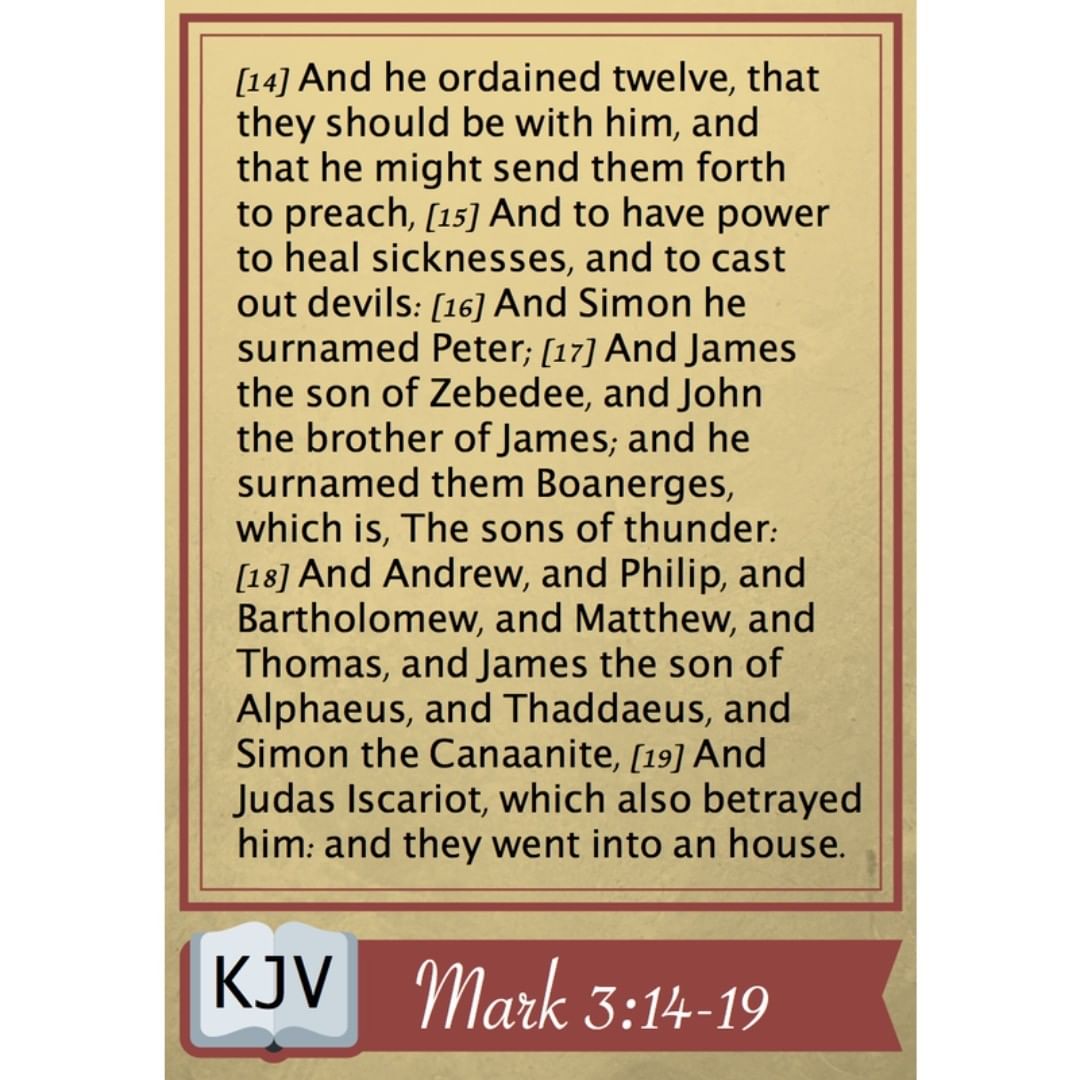 [14] And he ordained twelve, that
they should be with him, and
that he might send them forth
to preach, [15] And to have power
to heal sicknesses, and to cast
out devils: [16] And Simon he
surnamed Peter; [17] And James
the son of Zebedee, and John
the brother of James; and he
surnamed them Boanerges,
which is, The sons of thunder:
[18] And Andrew, and Philip, and
Bartholomew, and Matthew, and
Thomas, and James the son of
Alphaeus, and Thaddaeus, and
Simon the Canaanite, [19] And
Judas Iscariot, which also betrayed
him: and they went into an house.
KJV
Mark 3:14-19